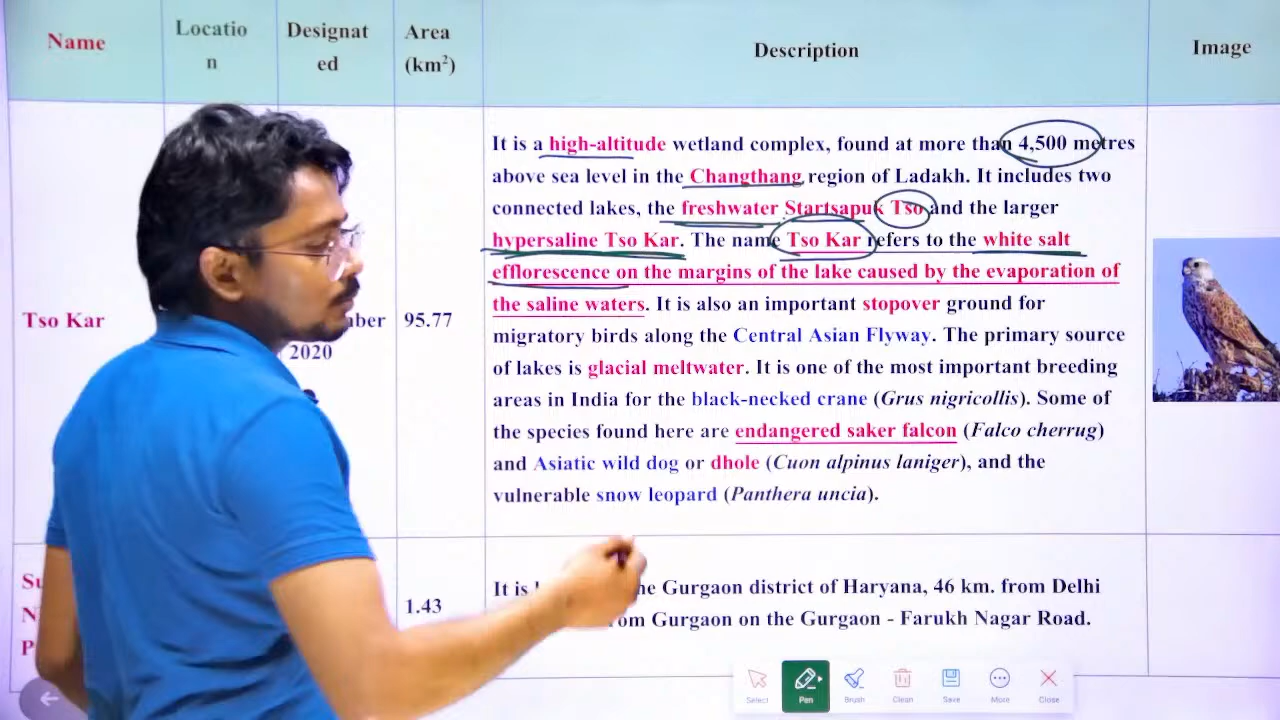 Name
Locatio
n
Designat
ed
Area
(km²)
Description
Image
Tso Kar
2020
95.77
It is a high-altitude wetland complex, found at more than 4,500 metres
above sea level in the Changthang region of Ladakh. It includes two
connected lakes, the freshwater Startsapuk Tso and the larger
hypersaline Tso Kar. The name Tso Kar refers to the white salt
efflorescence on the margins of the lake caused by the evaporation of
the saline waters. It is also an important stopover ground for
migratory birds along the Central Asian Flyway. The primary source
of lakes is glacial meltwater. It is one of the most important breeding
areas in India for the black-necked crane (Grus nigricollis). Some of
the species found here are endangered saker falcon (Falco cherrug)
and Asiatic wild dog or dhole (Cuon alpinus laniger), and the
vulnerable snow leopard (Panthera uncia).
1.43
It is Gurgaon district of Haryana, 46 km. from Delhi
Gurgaon on the Gurgaon - Farukh Nagar Road.
Select
Pen
Brush
Clean
Save
More
Close